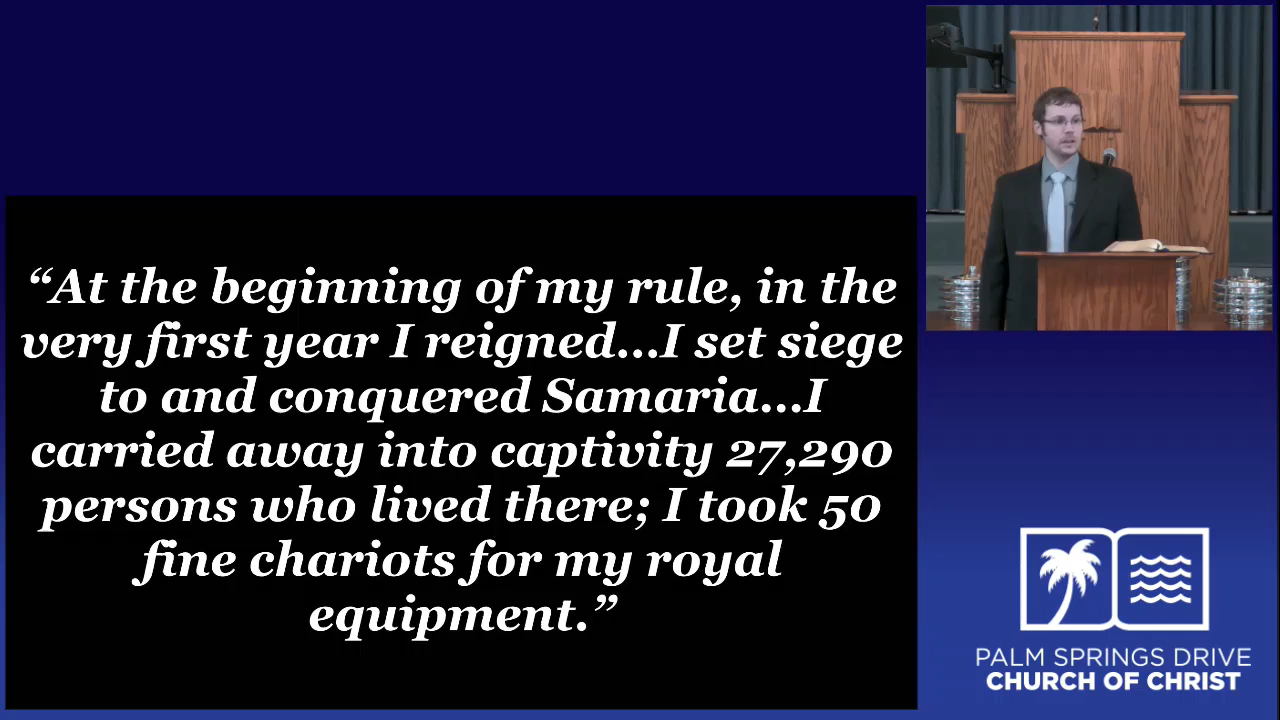 “At the beginning of my rule, in the
very first year I reigned...I set siege
to and conquered Samaria...I
carried away into captivity 27,290
persons who lived there; I took 50
fine chariots for my royal
equipment.”
PALM SPRINGS DRIVE
CHURCH OF CHRIST